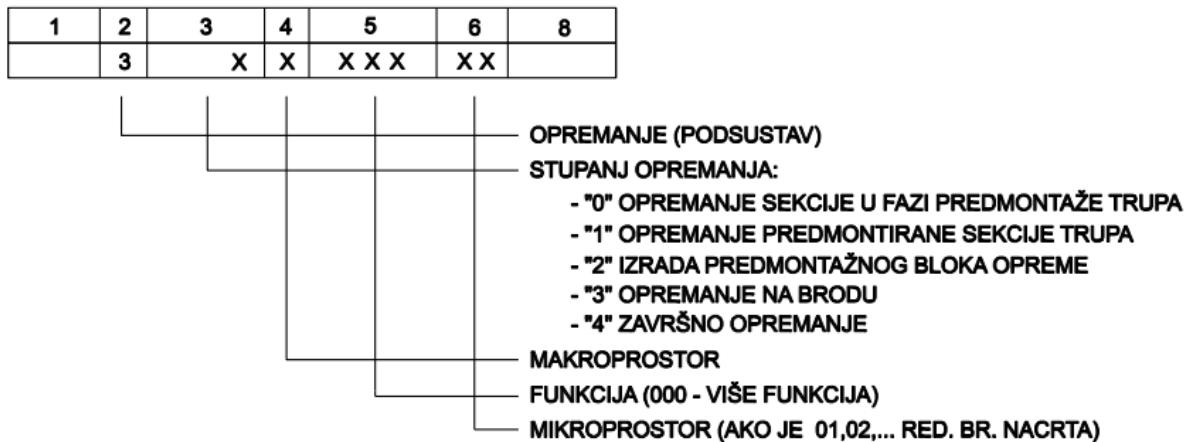 1 2 3 4 5 6 8
3 X X X X X X X
OPREMANJE (PODSUSTAV)
STUPANJ OPREMANJA:
- "0" OPREMANJE SEKCIJE U FAZI PREDMONTAŽE TRUPA
- "1" OPREMANJE PREDMONTIRANE SEKCIJE TRUPA
- "2" IZRADA PREDMONTAŽNOG BLOKA OPREME
- "3" OPREMANJE NA BRODU
- "4" ZAVRŠNO OPREMANJE
MAKROPROSTOR
FUNKCIJA (000 - VIŠE FUNKCIJA)
MIKROPROSTOR (AKO JE 01,02,... RED. BR. NACRTA)